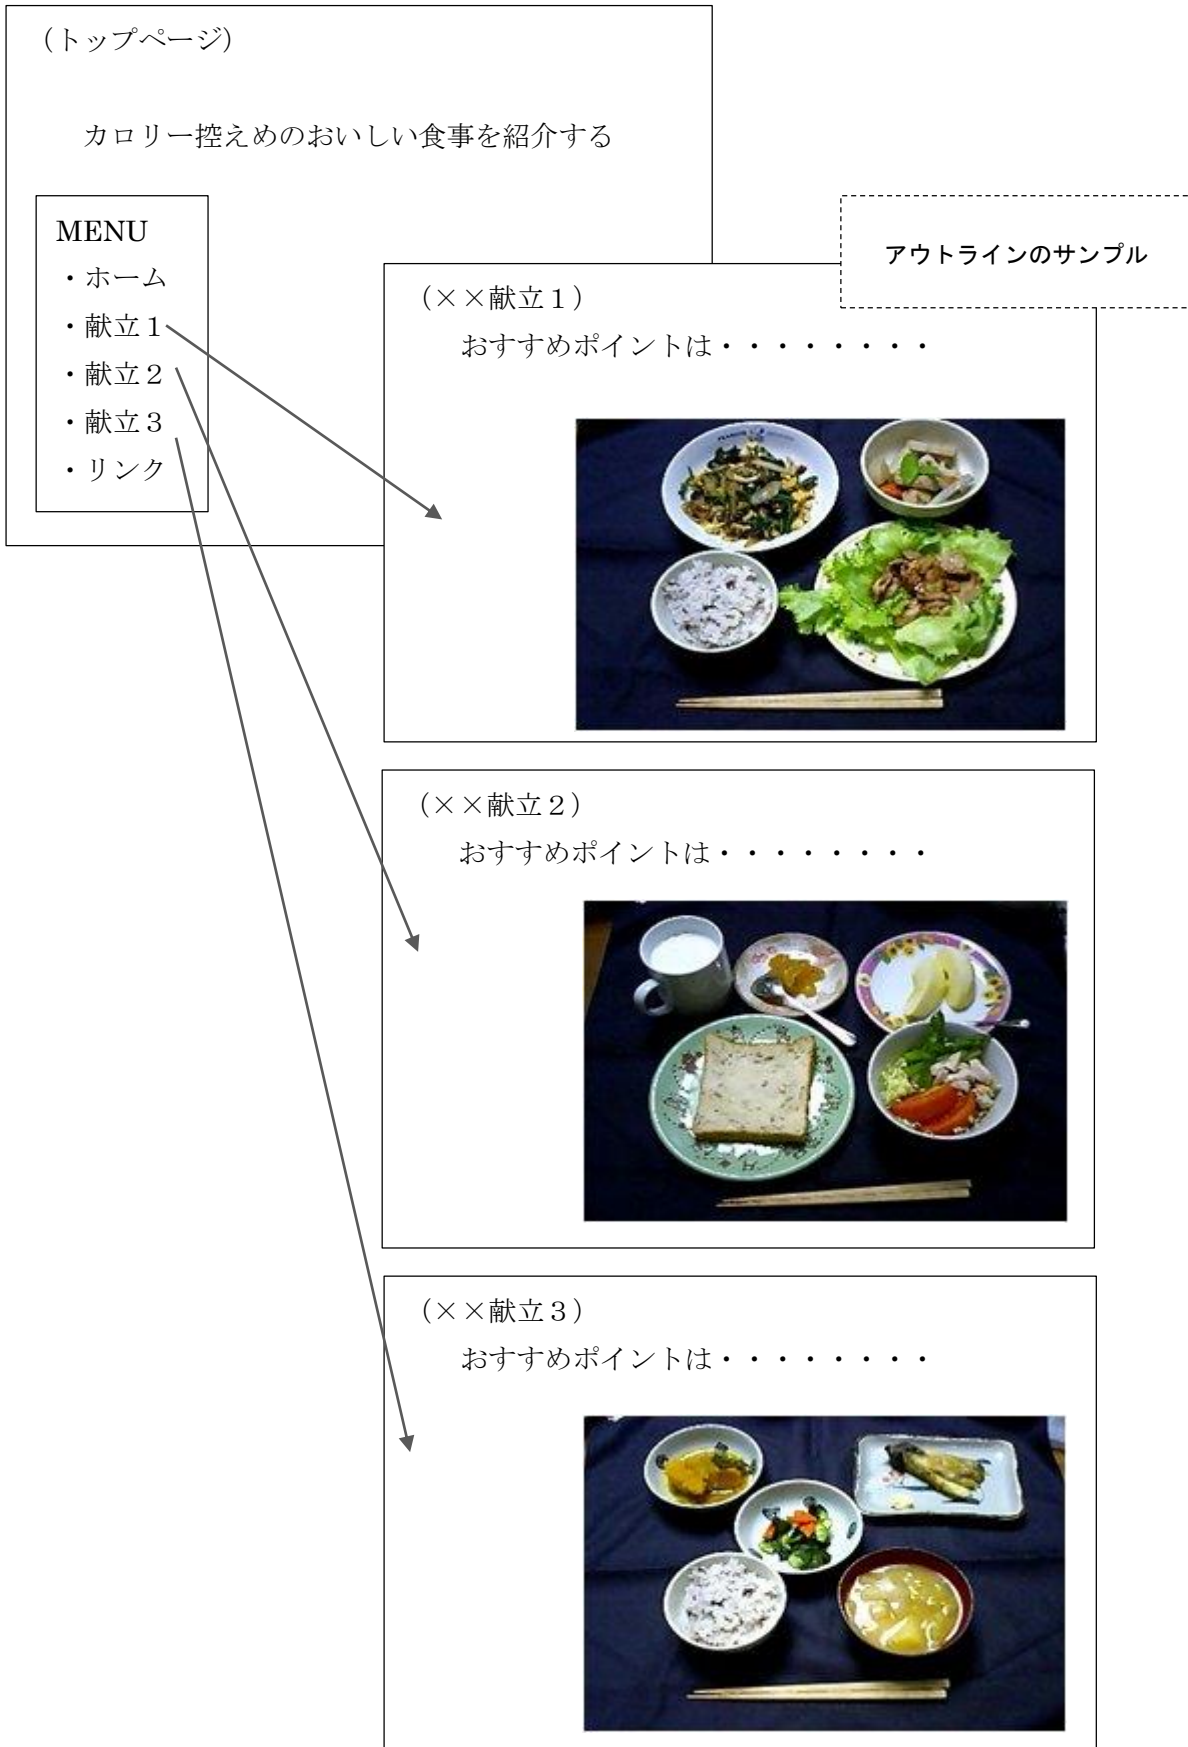 （トップページ）
カロリー控えめのおいしい食事を紹介する
MENU
・ホーム
・献立１
・献立２
・献立３
・リンク
アウトラインのサンプル
（××献立１）
おすすめポイントは・・・・・・・・
（××献立２）
おすすめポイントは・・・・・・・・
（××献立３）
おすすめポイントは・・・・・・・・